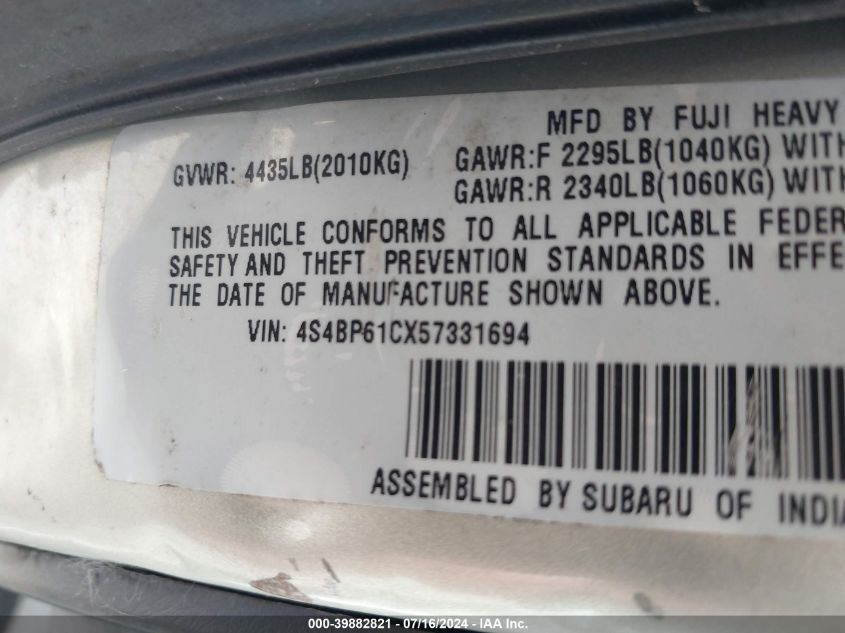 MFD BY FUJI HEAVY
GVWR: 4435LB(2010KG) GAWR:F 2295LB(1040KG) WITH
GAWR:R 2340LB(1060KG) WITH
THIS VEHICLE CONFORMS TO ALL APPLICABLE FEDER
SAFETY AND THEFT PREVENTION STANDARDS IN EFFE
THE DATE OF MANUFACTURE SHOWN ABOVE.
VIN: 4S4BP61CX57331694
ASSEMBLED BY SUBARU OF INDIA
000-39882821 - 07/16/2024 - IAA Inc.